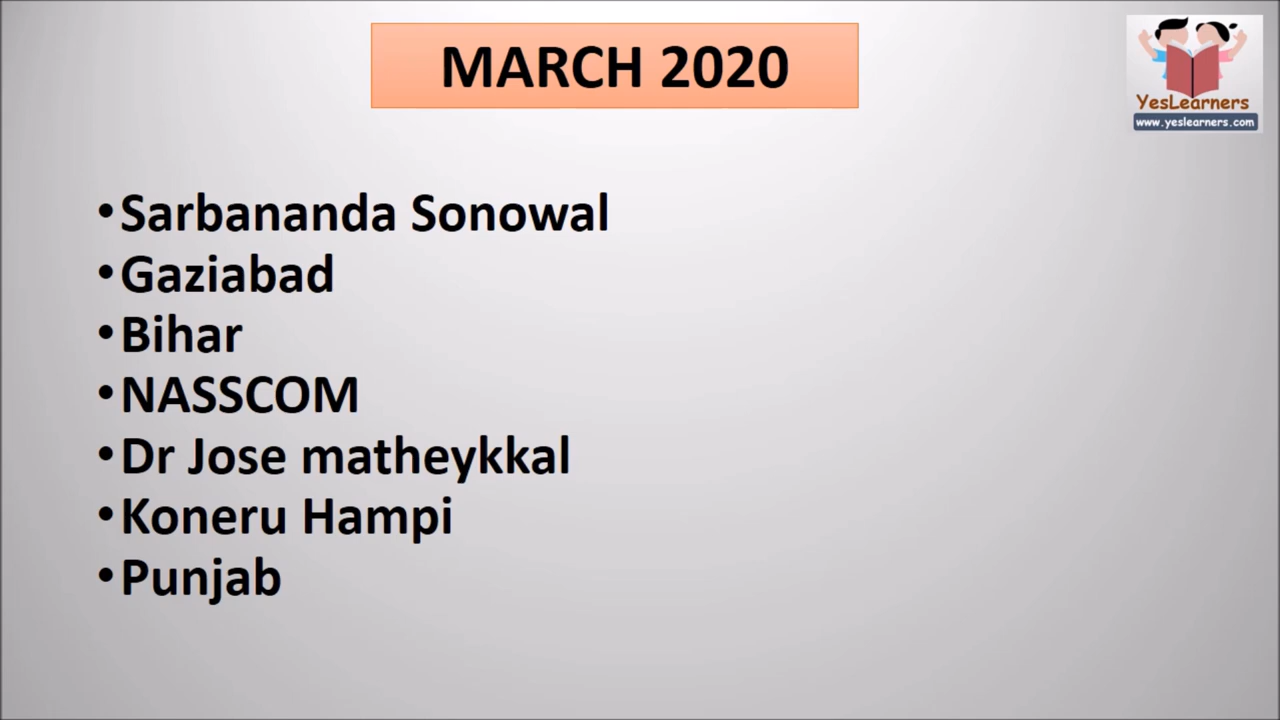 MARCH 2020
YesLearners
www.yeslearners.com
•Sarbananda Sonowal
•Gaziabad
•Bihar
•NASSCOM
•Dr Jose matheykkal
•Koneru Hampi
•Punjab